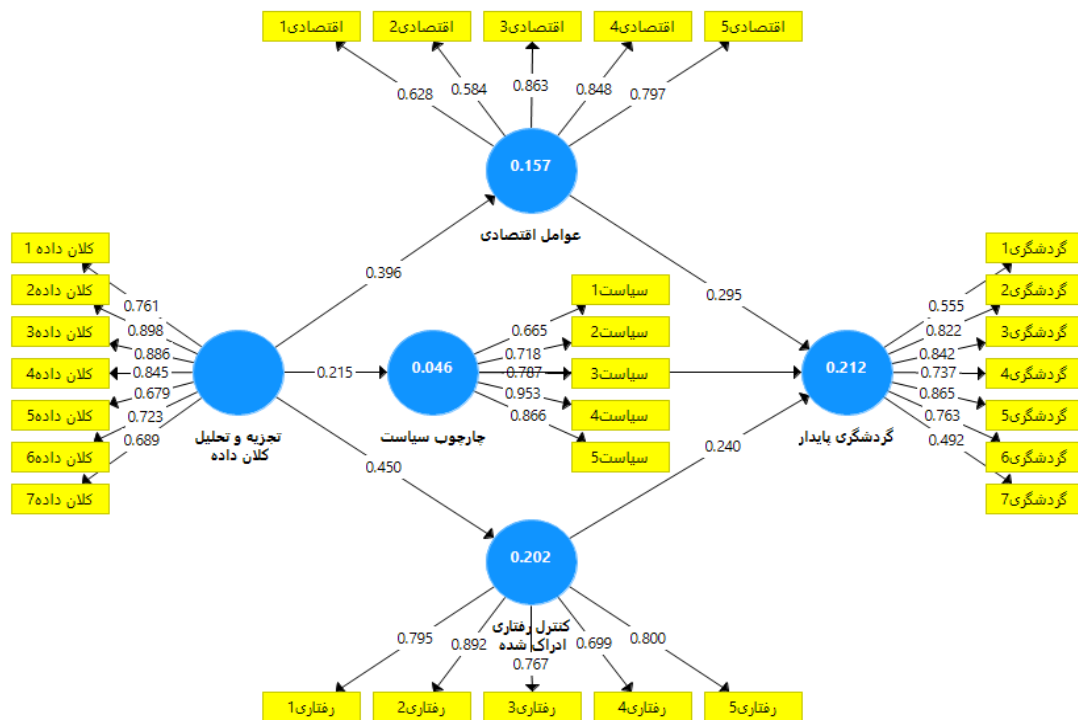 اقتصادی1
اقتصادی2
اقتصادی3
اقتصادی4
اقتصادی5
0.628
0.584
0.863
0.848
0.797
0.157
عوامل اقتصادی
کلان داده 1
کلان داده2
کلان داده3
کلان داده4
کلان داده5
کلان داده6
کلان داده7
0.761
0.898
0.886
0.845
0.679
0.723
0.689
تجزیه و تحلیل
کلان داده
0.396
0.215
0.450
0.046
چارچوب سیاست
0.665
0.718
0.787
0.953
0.866
سیاست1
سیاست2
سیاست3
سیاست4
سیاست5
0.295
0.240
0.212
گردشگری پایدار
0.555
0.822
0.842
0.737
0.865
0.763
0.492
گردشگری1
گردشگری2
گردشگری3
گردشگری4
گردشگری5
گردشگری6
گردشگری7
0.202
کنترل رفتاری
ادراک شده
0.795
0.892
0.767
0.699
0.800
رفتاری1
رفتاری2
رفتاری3
رفتاری4
رفتاری5